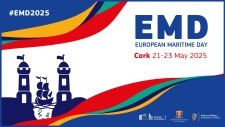 #EMD2025
EMD
EUROPEAN MARITIME DAY
Cork 21-23 May 2025